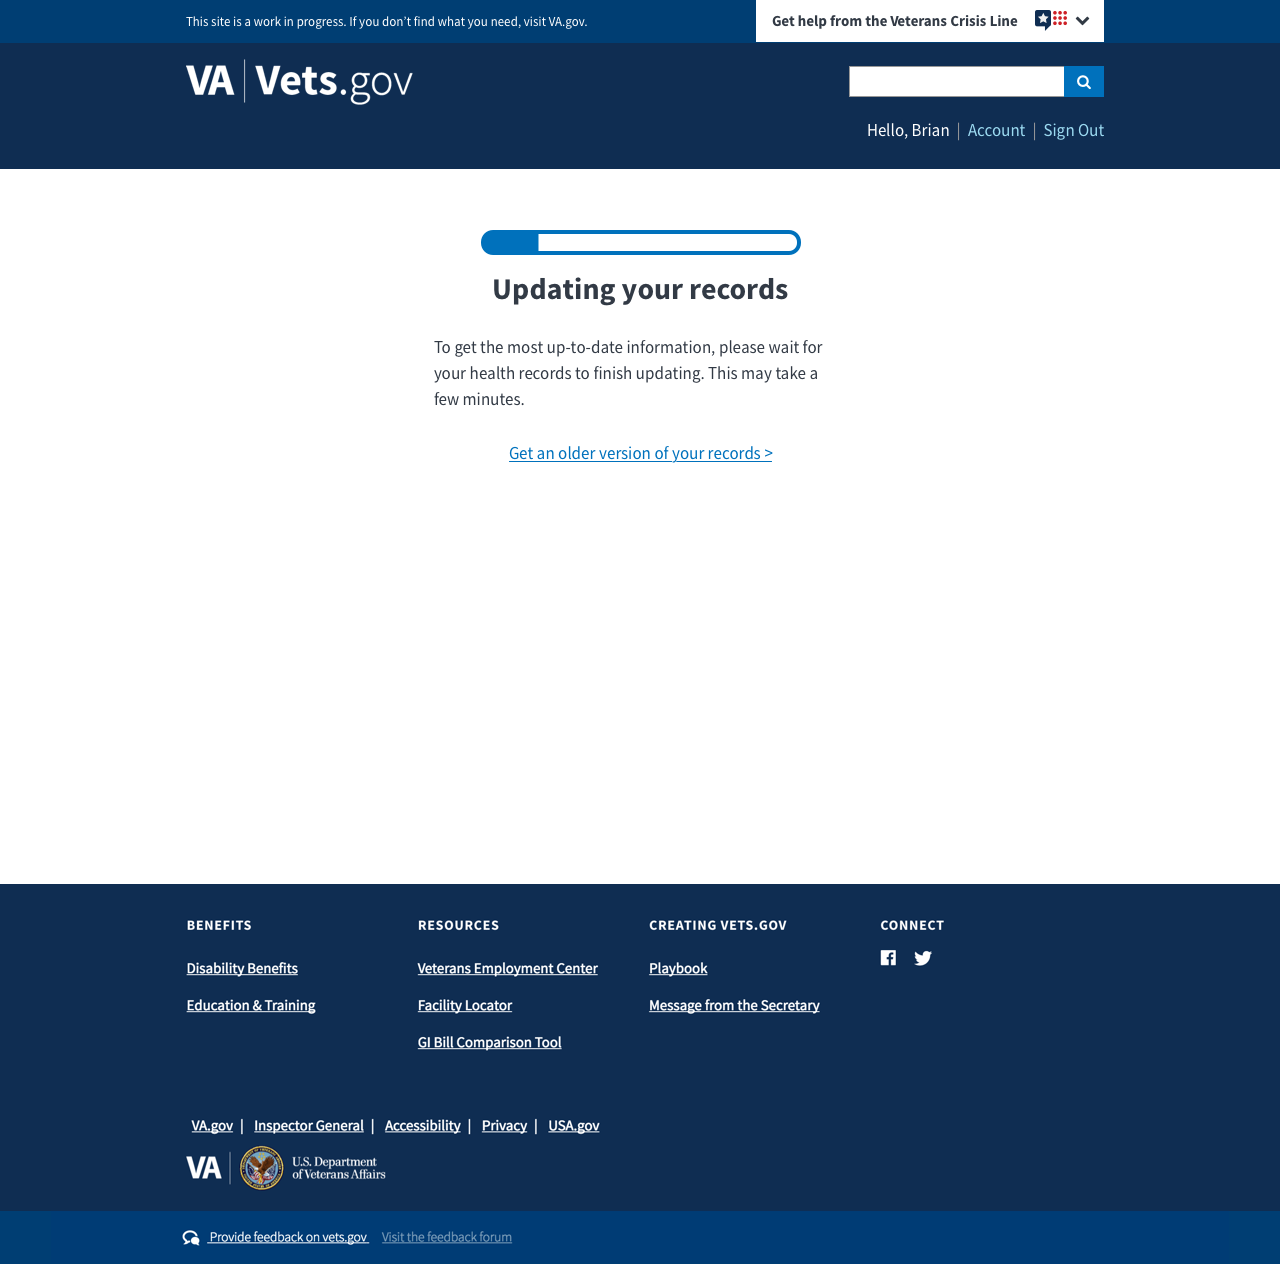 This site is a work in progress. If you don’t find what you need, visit VA.gov.
Get help from the Veterans Crisis Line
VA | Vets.gov
Hello, Brian | Account | Sign Out
Updating your records
To get the most up-to-date information, please wait for
your health records to finish updating. This may take a
few minutes.
Get an older version of your records >
BENEFITS
Disability Benefits
Education & Training
RESOURCES
Veterans Employment Center
Facility Locator
GI Bill Comparison Tool
CREATING VETS.GOV
Playbook
Message from the Secretary
CONNECT
VA.gov | Inspector General | Accessibility | Privacy | USA.gov
VA | U.S. Department
of Veterans Affairs
Provide feedback on vets.gov Visit the feedback forum